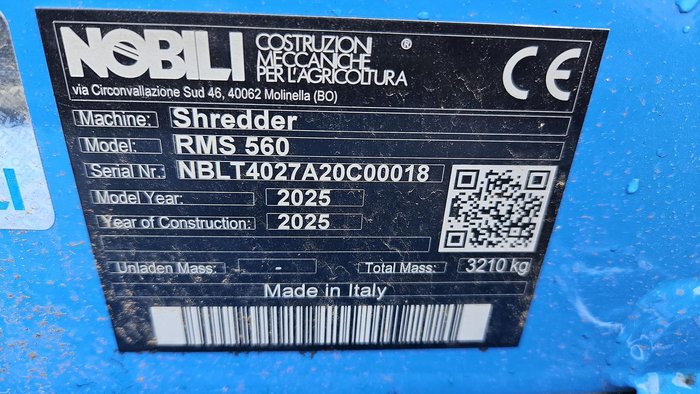 NOBILI COSTRUZIONI ®
MECCANICHE
PER L'AGRICOLTURA
via Circonvallazione Sud 46, 40062 Molinella (BO)
CE
Machine: Shredder
Model: RMS 560
Serial Nr.: NBLT4027A20C00018
Model Year: 2025
Year of Construction: 2025
Unladen Mass: - Total Mass: 3210 kg
Made in Italy
LI